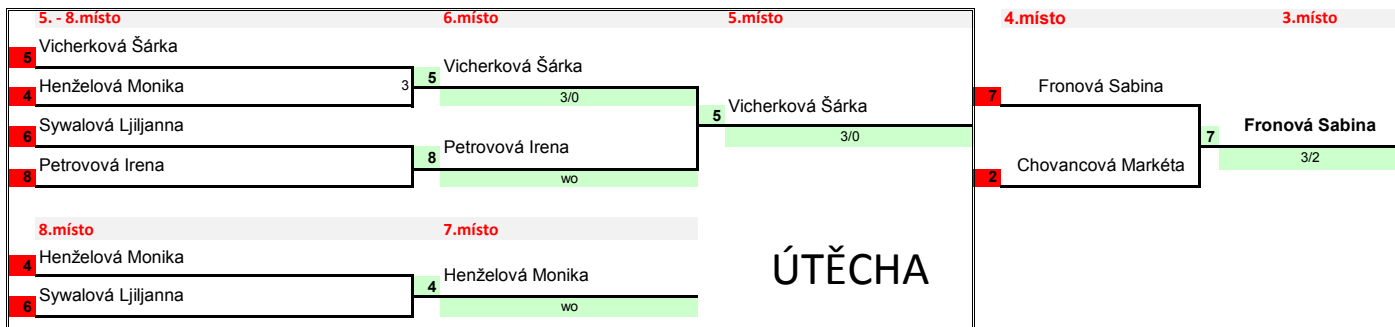 5. - 8.místo 6.místo 5.místo 4.místo 3.místo
5 Vicherková Šárka
5 Vicherková Šárka
4 Henželová Monika 3
3/0
7 Fronová Sabina
5 Vicherková Šárka
6 Sywalová Ljiljanna
3/0
7 Fronová Sabina
3/2
8 Petrovová Irena
8 Petrovová Irena
wo
2 Chovancová Markéta
8.místo 7.místo
4 Henželová Monika
4 Henželová Monika
wo
6 Sywalová Ljiljanna
ÚTĚCHA